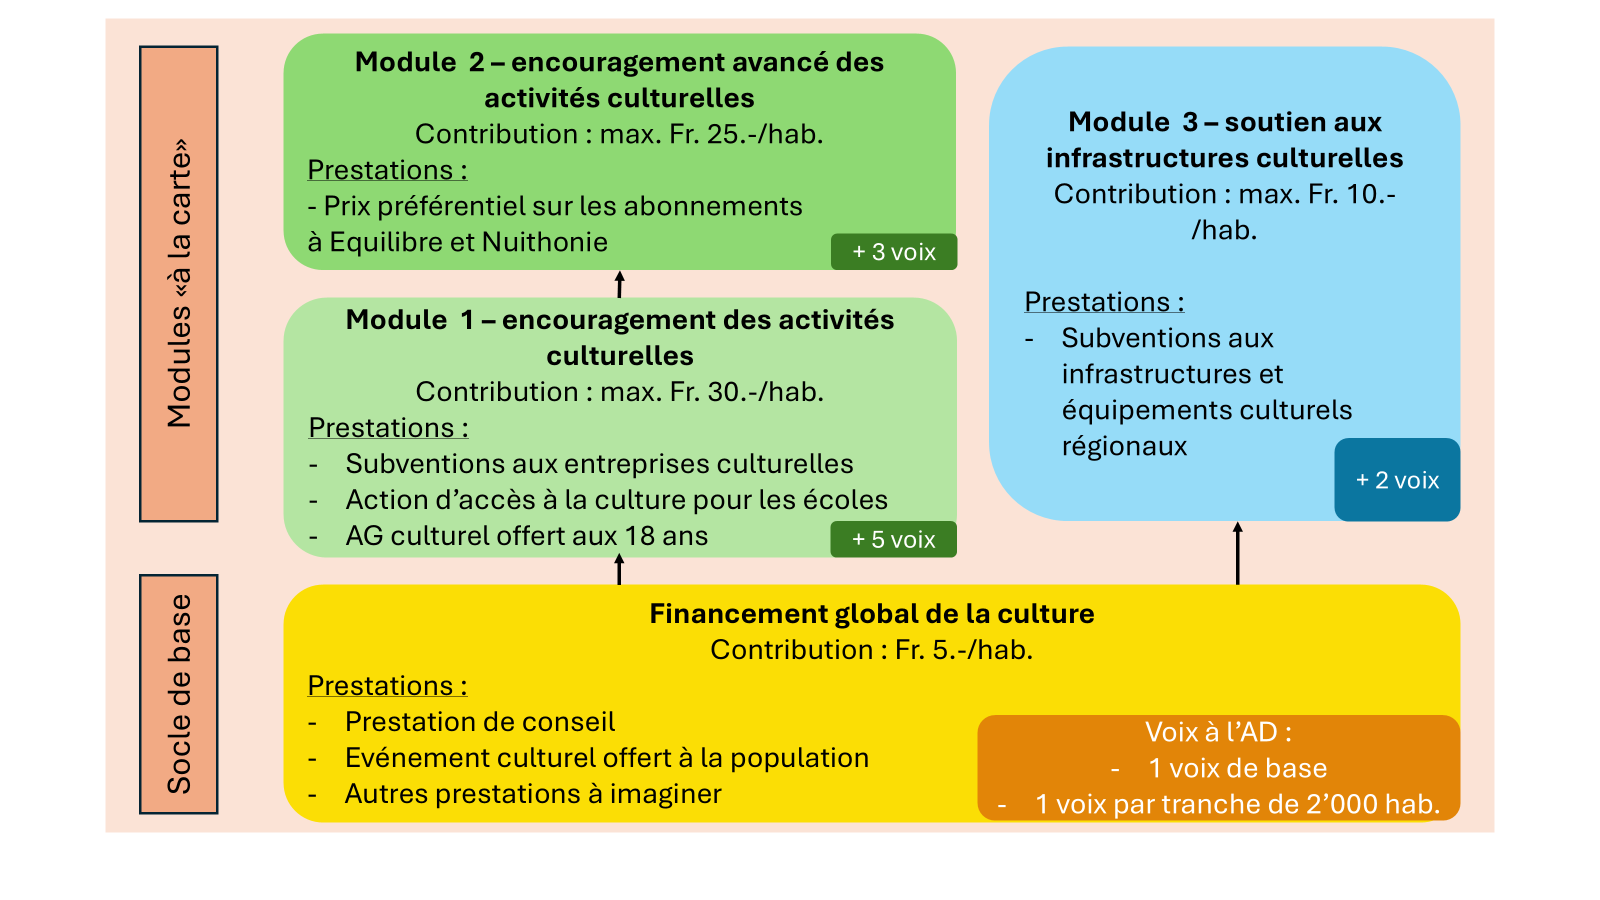 Modules «à la carte»
Module 2 – encouragement avancé des
activités culturelles
Contribution : max. Fr. 25.-/hab.
Prestations :
- Prix préférentiel sur les abonnements
à Equilibre et Nuithonie
+ 3 voix
Module 1 – encouragement des activités
culturelles
Contribution : max. Fr. 30.-/hab.
Prestations :
- Subventions aux entreprises culturelles
- Action d’accès à la culture pour les écoles
- AG culturel offert aux 18 ans
+ 5 voix
Module 3 – soutien aux
infrastructures culturelles
Contribution : max. Fr. 10.-
/hab.
Prestations :
- Subventions aux
infrastructures et
équipements culturels
régionaux
+ 2 voix
Socle de base
Financement global de la culture
Contribution : Fr. 5.-/hab.
Prestations :
- Prestation de conseil
- Evénement culturel offert à la population
- Autres prestations à imaginer
Voix à l’AD :
- 1 voix de base
- 1 voix par tranche de 2’000 hab.